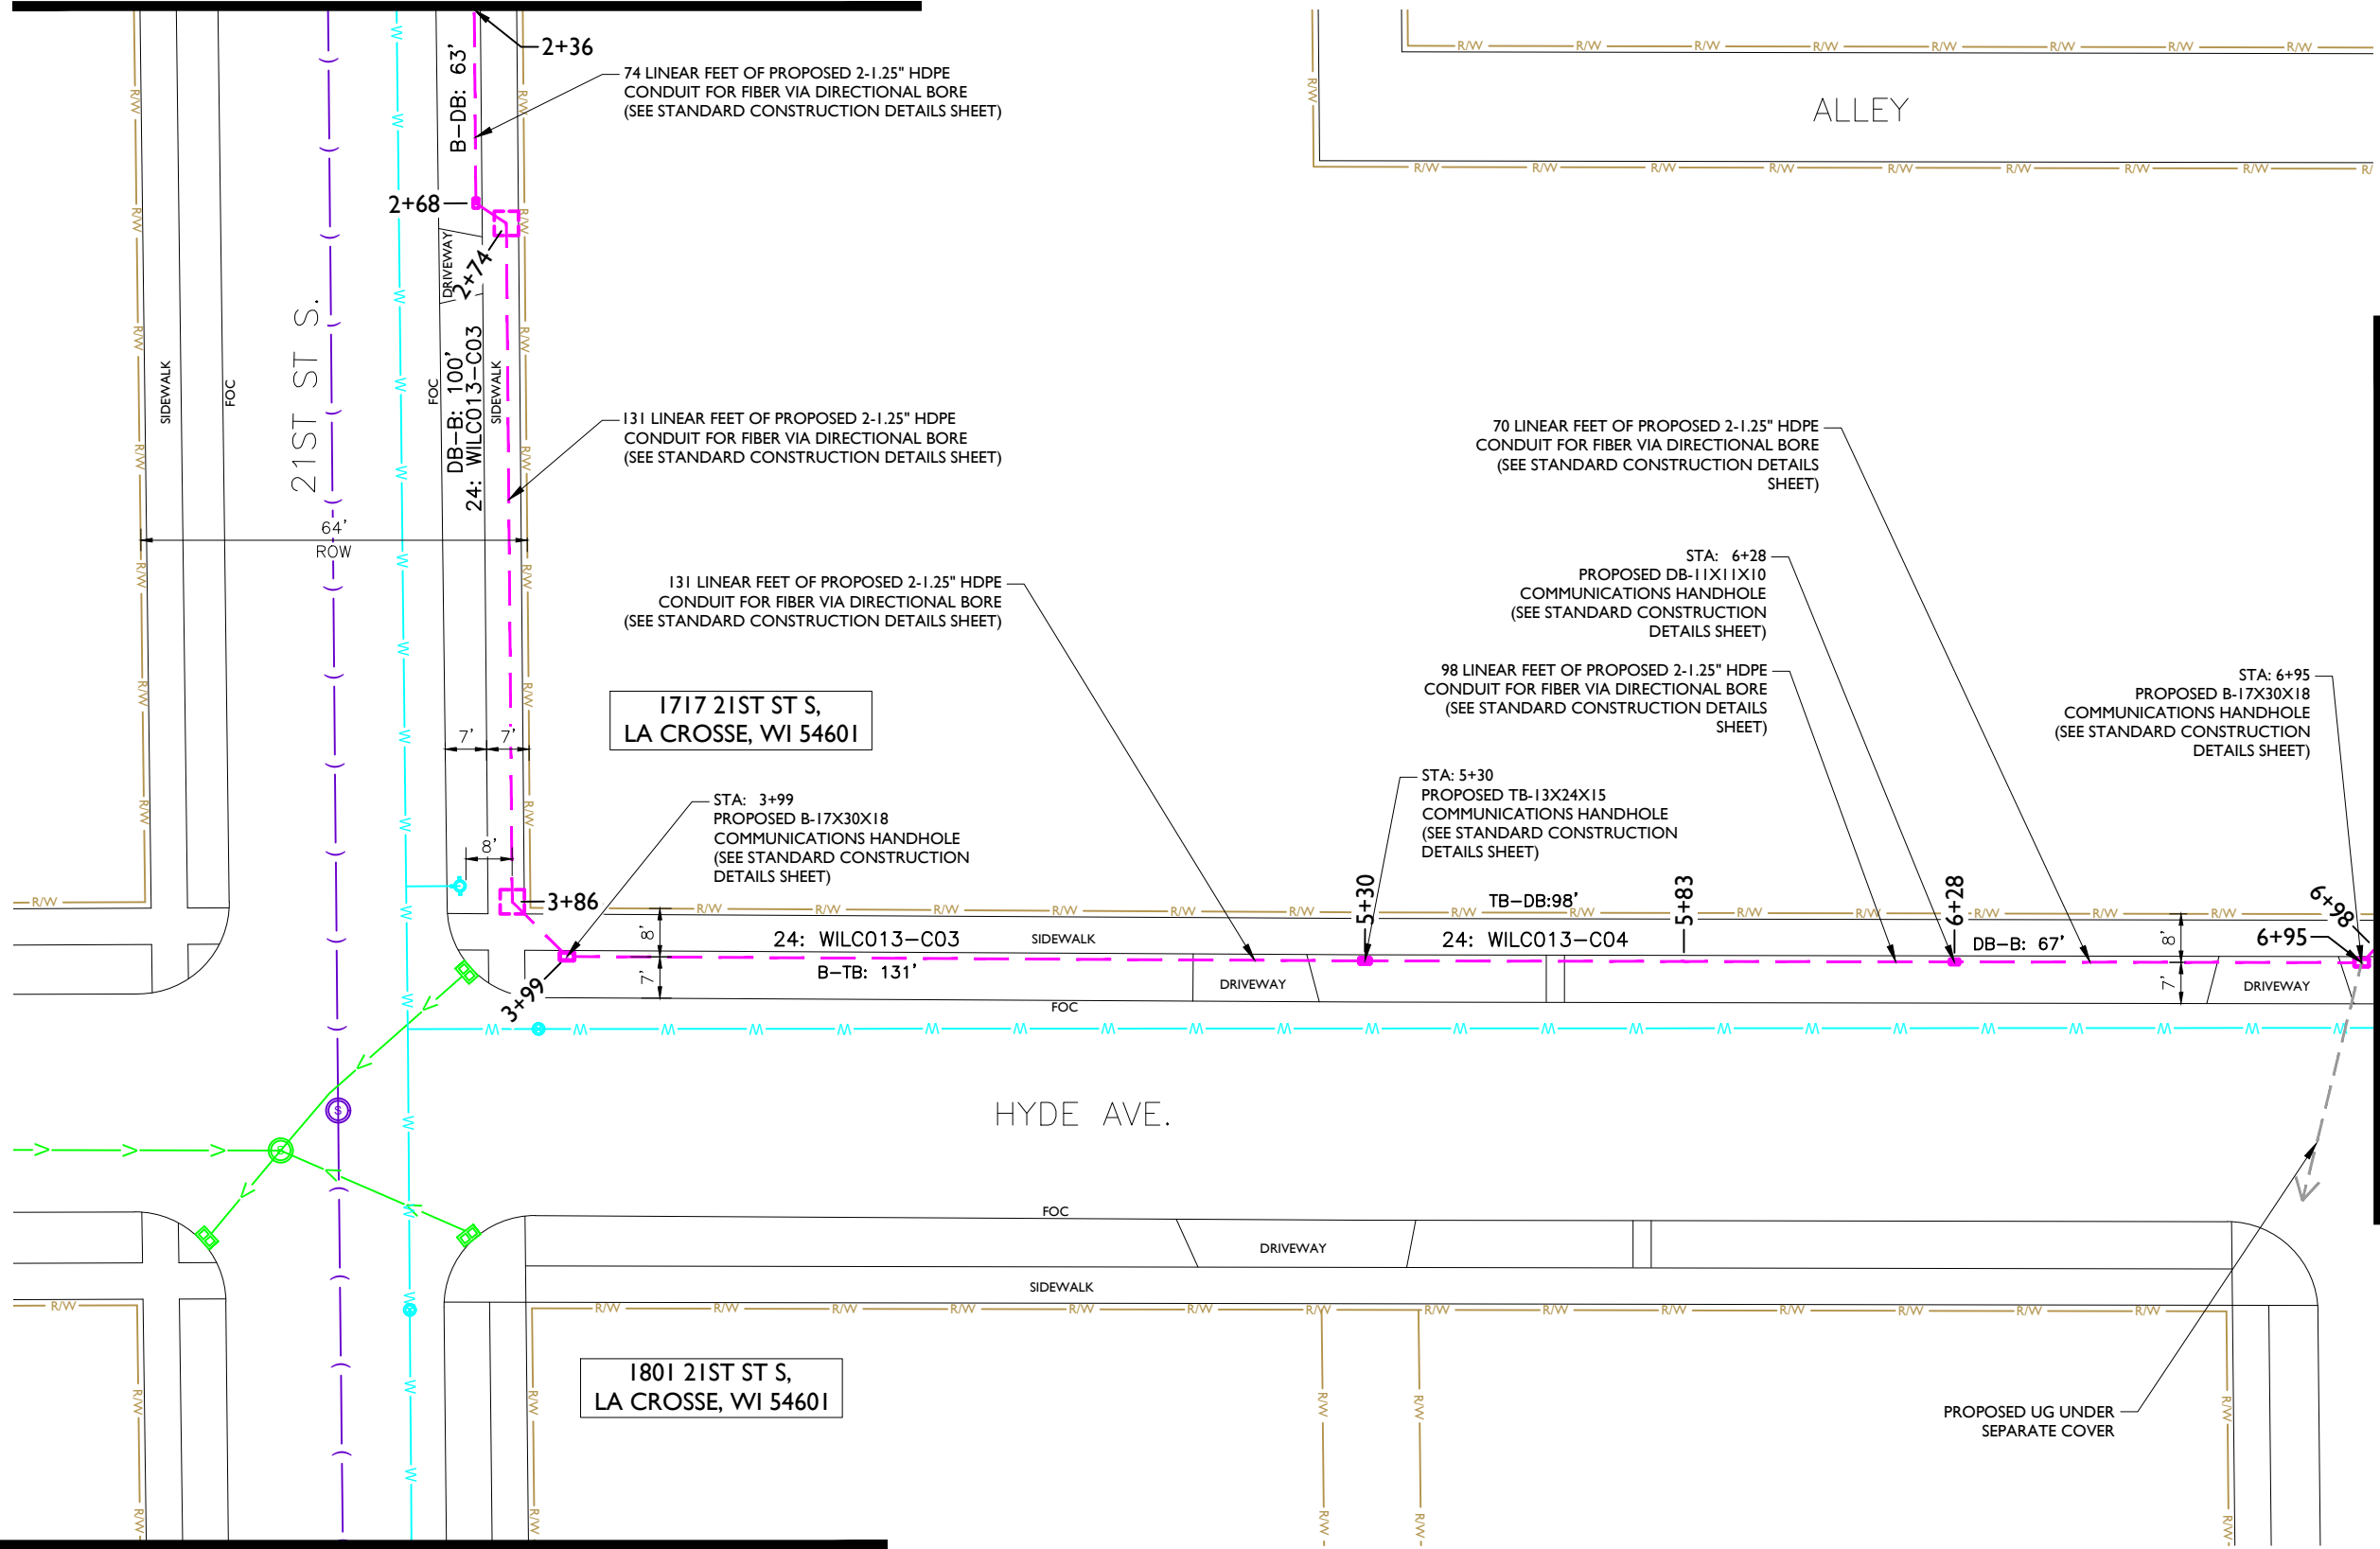 2+36
B-DB: 63'
74 LINEAR FEET OF PROPOSED 2-1.25" HDPE
CONDUIT FOR FIBER VIA DIRECTIONAL BORE
(SEE STANDARD CONSTRUCTION DETAILS SHEET)
ALLEY
2+68
DRIVEWAY
2+74
21ST ST S.
SIDEWALK
FOC
FOC
DB-B: 100'
24: WILC013-C03
SIDEWALK
131 LINEAR FEET OF PROPOSED 2-1.25" HDPE
CONDUIT FOR FIBER VIA DIRECTIONAL BORE
(SEE STANDARD CONSTRUCTION DETAILS SHEET)
70 LINEAR FEET OF PROPOSED 2-1.25" HDPE
CONDUIT FOR FIBER VIA DIRECTIONAL BORE
(SEE STANDARD CONSTRUCTION DETAILS
SHEET)
64'
ROW
131 LINEAR FEET OF PROPOSED 2-1.25" HDPE
CONDUIT FOR FIBER VIA DIRECTIONAL BORE
(SEE STANDARD CONSTRUCTION DETAILS SHEET)
STA: 6+28
PROPOSED DB-11X11X10
COMMUNICATIONS HANDHOLE
(SEE STANDARD CONSTRUCTION
DETAILS SHEET)
98 LINEAR FEET OF PROPOSED 2-1.25" HDPE
CONDUIT FOR FIBER VIA DIRECTIONAL BORE
(SEE STANDARD CONSTRUCTION DETAILS
SHEET)
STA: 6+95
PROPOSED B-17X30X18
COMMUNICATIONS HANDHOLE
(SEE STANDARD CONSTRUCTION
DETAILS SHEET)
1717 21ST ST S,
LA CROSSE, WI 54601
7'
7'
STA: 3+99
PROPOSED B-17X30X18
COMMUNICATIONS HANDHOLE
(SEE STANDARD CONSTRUCTION
DETAILS SHEET)
STA: 5+30
PROPOSED TB-13X24X15
COMMUNICATIONS HANDHOLE
(SEE STANDARD CONSTRUCTION
DETAILS SHEET)
8'
3+86
5+30
TB-DB:98'
5+83
6+28
6+98
8'
24: WILC013-C03
SIDEWALK
24: WILC013-C04
DB-B: 67'
8'
6+95
3+99
7'
B-TB: 131'
DRIVEWAY
7'
DRIVEWAY
FOC
HYDE AVE.
S
FOC
DRIVEWAY
SIDEWALK
1801 21ST ST S,
LA CROSSE, WI 54601
PROPOSED UG UNDER
SEPARATE COVER
R/W
R/W
R/W
R/W
W
W
W